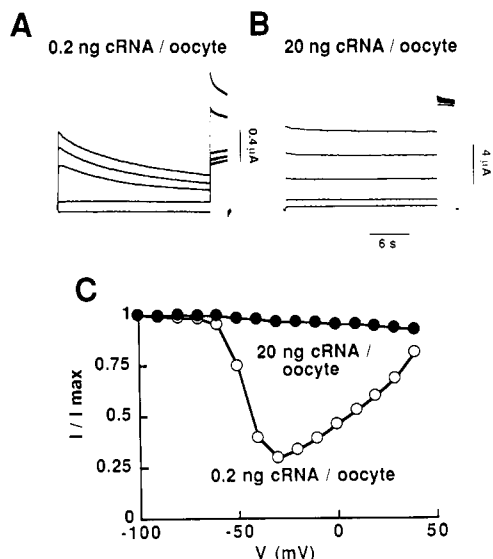 A
0.2 ng cRNA / oocyte
B
20 ng cRNA / oocyte
0.4 µA
4 µA
6 s
C
1
0.75
0.5
0.25
0
I / I max
20 ng cRNA /
oocyte
0.2 ng cRNA / oocyte
-100
-50
0
50
V (mV)